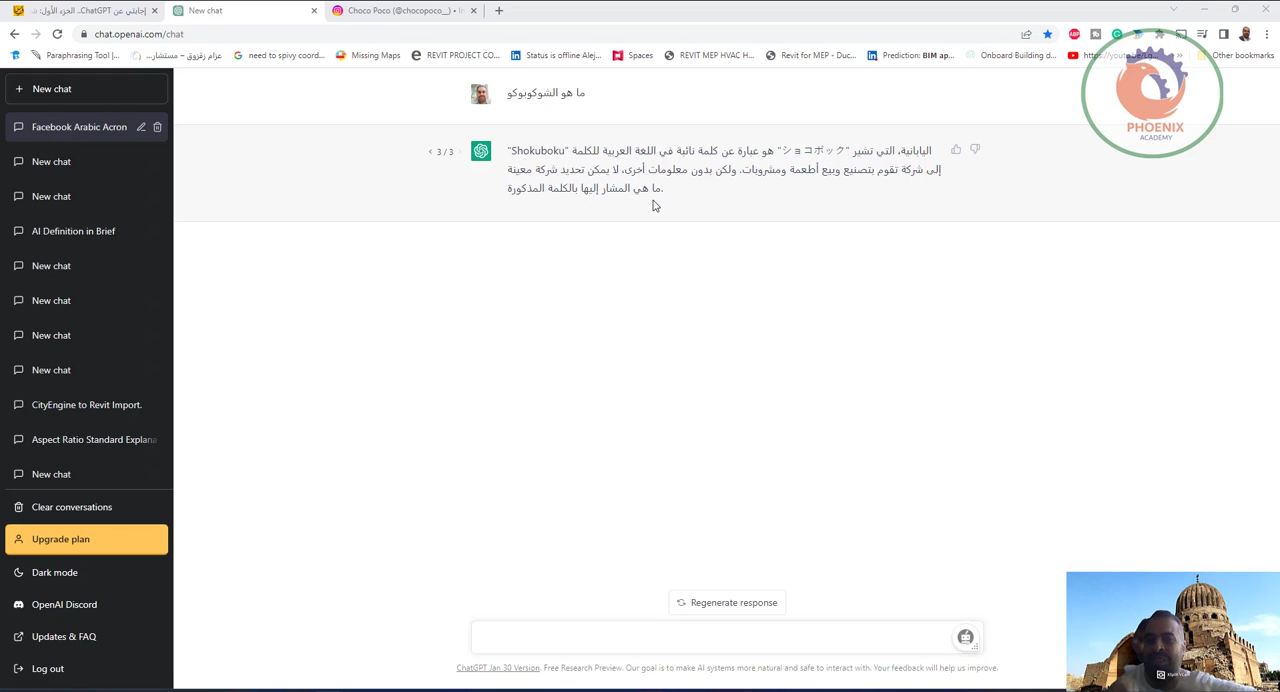 إجابتي عن ChatGPT.. الجزء الأول:
New chat
Choco Poco (@chocopoco__) • I
chat.openai.com/chat
Paraphrasing Tool |...
عزام زقزوق – مستشار...
need to spivy coord...
Missing Maps
REVIT PROJECT CO...
Status is offline Alej...
Spaces
REVIT MEP HVAC H...
Revit for MEP - Duc...
Prediction: BIM ap...
Onboard Building d...
https://youtu.be/Lg...
Other bookmarks
PHOENIX
ACADEMY
New chat
Facebook Arabic Acron
New chat
New chat
AI Definition in Brief
New chat
New chat
New chat
New chat
CityEngine to Revit Import.
Aspect Ratio Standard Explana
New chat
Clear conversations
Upgrade plan
Dark mode
OpenAI Discord
Updates & FAQ
Log out
ما هو الشوكوبوكو
3 / 3
"Shokuboku" هو عبارة عن كلمة نائية في اللغة العربية للكلمة "ショコボック" اليابانية، التي تشير
إلى شركة تقوم بتصنيع وبيع أطعمة ومشروبات. ولكن بدون معلومات أخرى، لا يمكن تحديد شركة معينة
ما هي المشار إليها بالكلمة المذكورة.
Regenerate response
ChatGPT Jan 30 Version. Free Research Preview. Our goal is to make AI systems more natural and safe to interact with. Your feedback will help us improve.